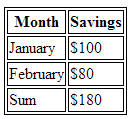 Month Savings
January $100
February $80
Sum $180